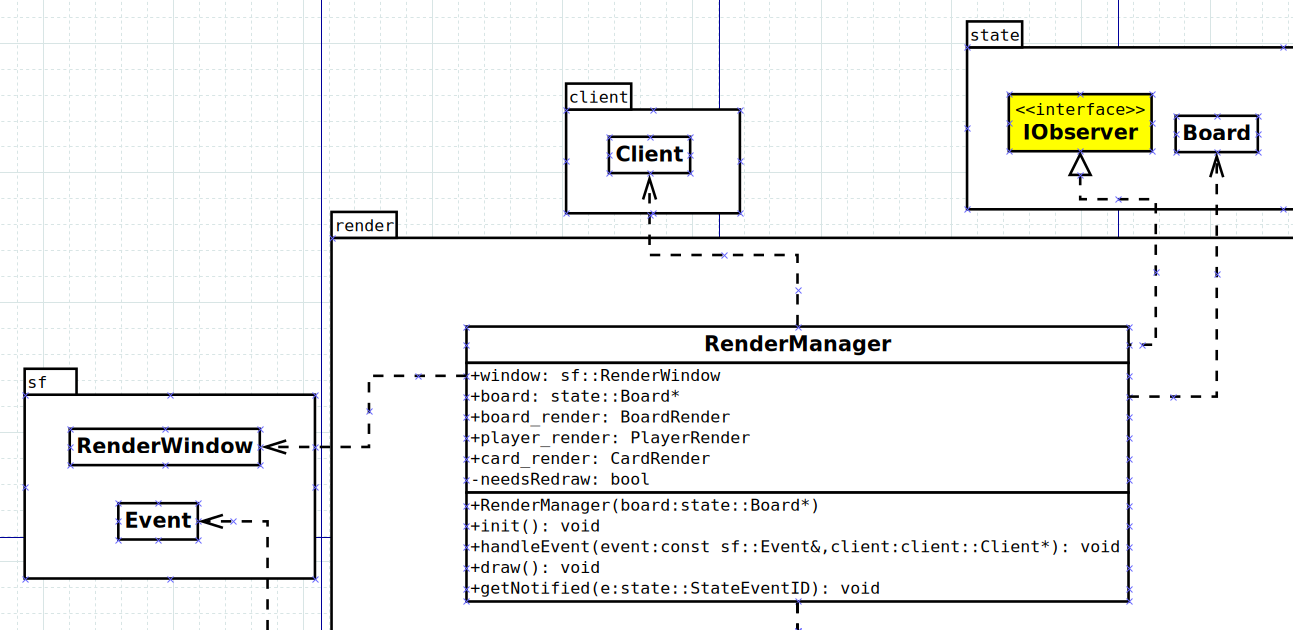 state
client
<<interface>>
IObserver
Board
Client
render
RenderManager
sf
+window: sf::RenderWindow
+board: state::Board*
+board_render: BoardRender
+player_render: PlayerRender
+card_render: CardRender
-needsRedraw: bool
RenderWindow
Event
+RenderManager(board:state::Board*)
+init(): void
+handleEvent(event:const sf::Event&,client:client::Client*): void
+draw(): void
+getNotified(e:state::StateEventID): void